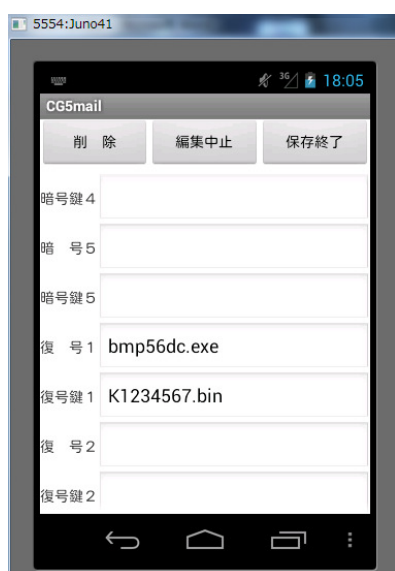 5554:Juno41
3G 18:05
CG5mail
削　除 編集中止 保存終了
暗号鍵4
暗　号5
暗号鍵5
復　号1 bmp56dc.exe
復号鍵1 K1234567.bin
復　号2
復号鍵2